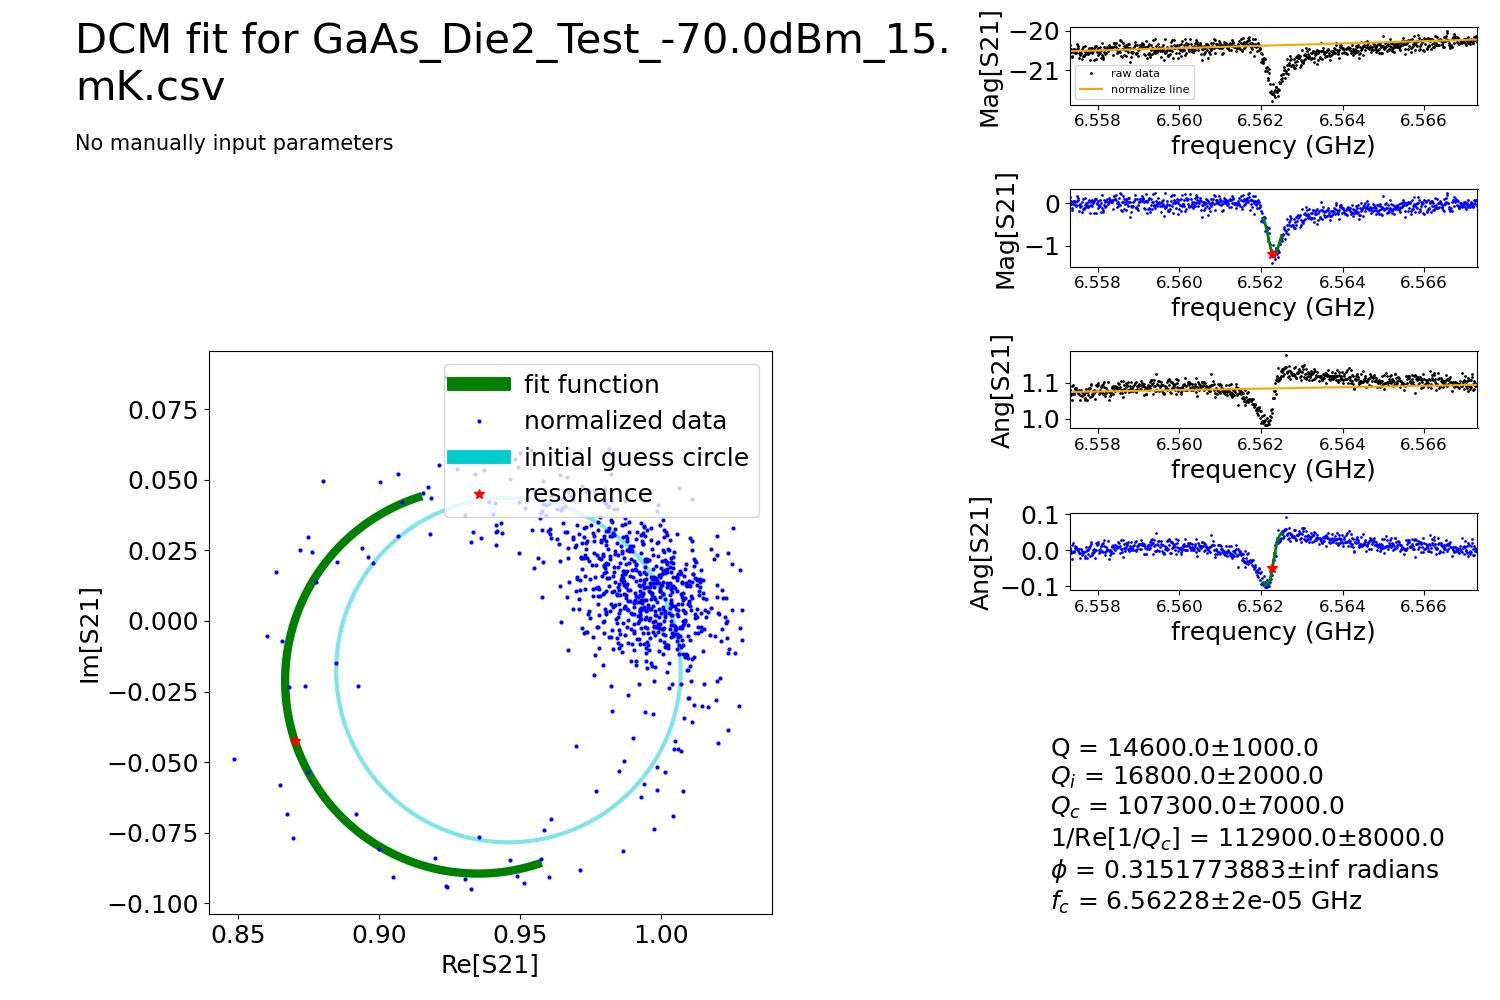 DCM fit for GaAs_Die2_Test_-70.0dBm_15.
mK.csv
No manually input parameters
0.075
0.050
0.025
0.000
−0.025
−0.050
−0.075
−0.100
Im[S21]
0.85 0.90 0.95 1.00
Re[S21]
fit function
normalized data
initial guess circle
resonance
Mag[S21]
−20
−21
raw data
normalize line
6.558 6.560 6.562 6.564 6.566
frequency (GHz)
Mag[S21]
0
−1
6.558 6.560 6.562 6.564 6.566
frequency (GHz)
Ang[S21]
1.1
1.0
6.558 6.560 6.562 6.564 6.566
frequency (GHz)
Ang[S21]
0.1
0.0
−0.1
6.558 6.560 6.562 6.564 6.566
frequency (GHz)
Q = 14600.0±1000.0
Qi = 16800.0±2000.0
Qc = 107300.0±7000.0
1/Re[1/Qc] = 112900.0±8000.0
ϕ = 0.3151773883±inf radians
fc = 6.56228±2e-05 GHz